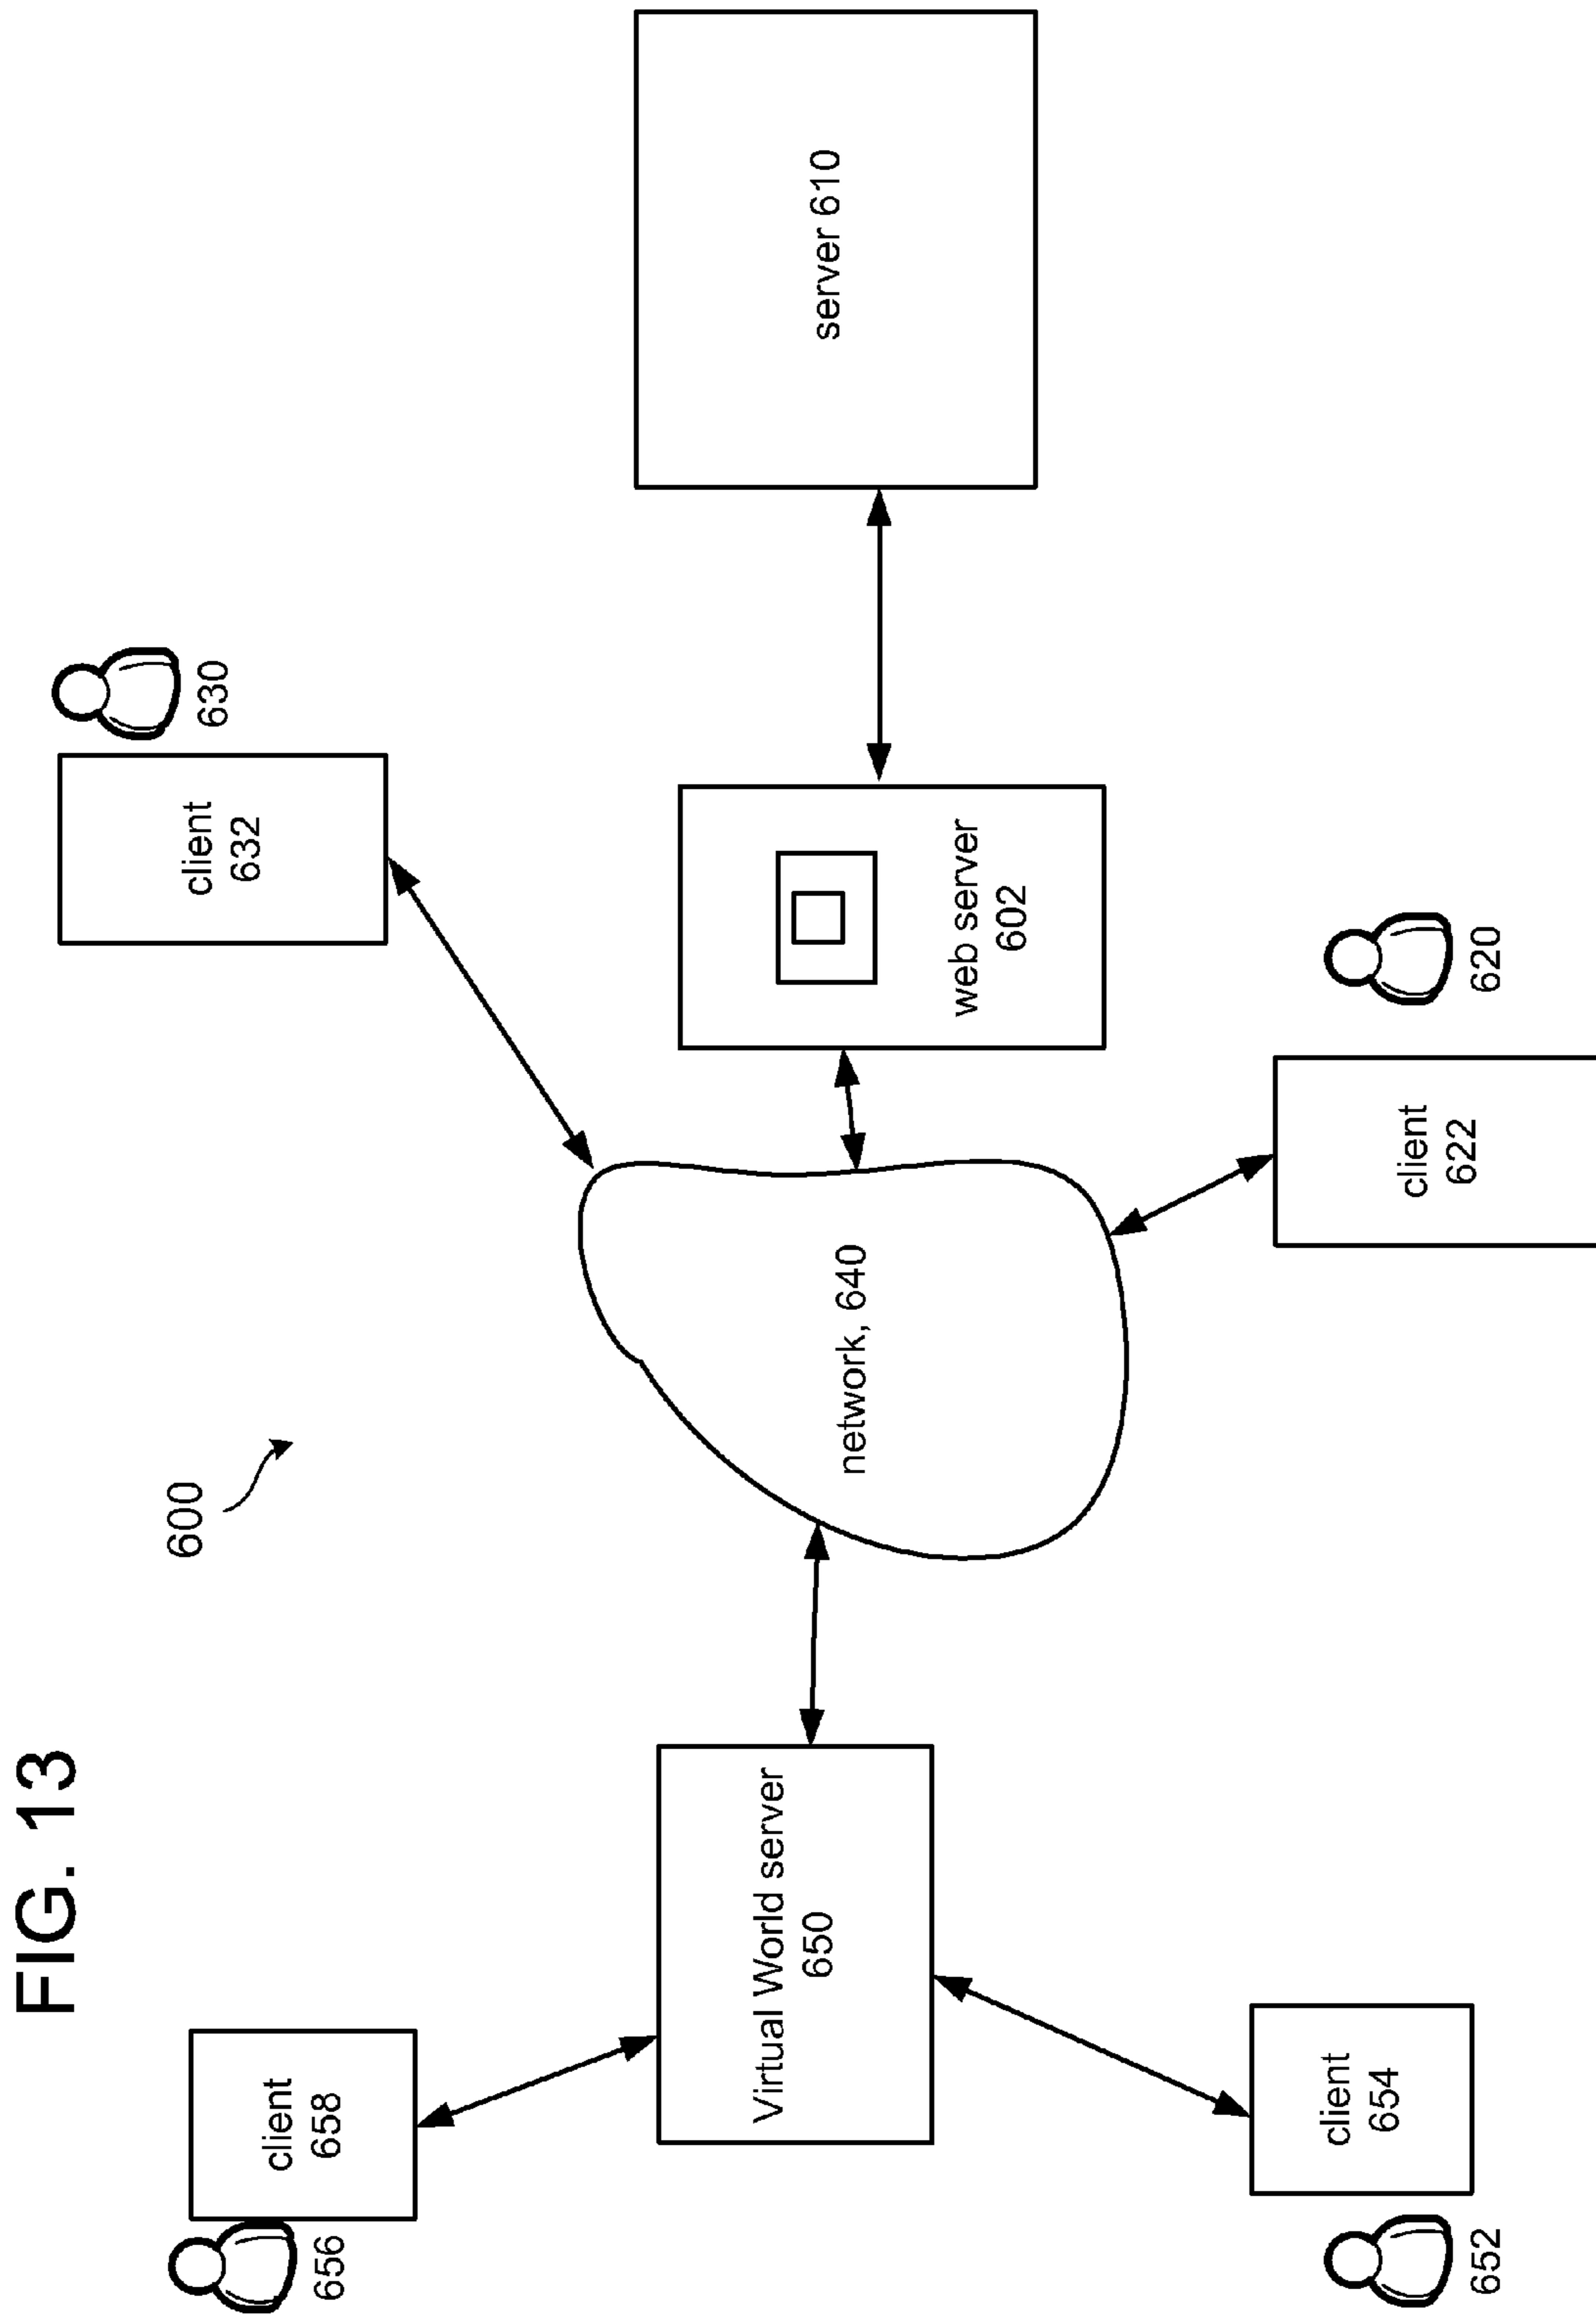 FIG. 13
600
656
client
658
630
client
632
Virtual World server
650
network, 640
web server
602
server 610
652
client
654
client
622
620